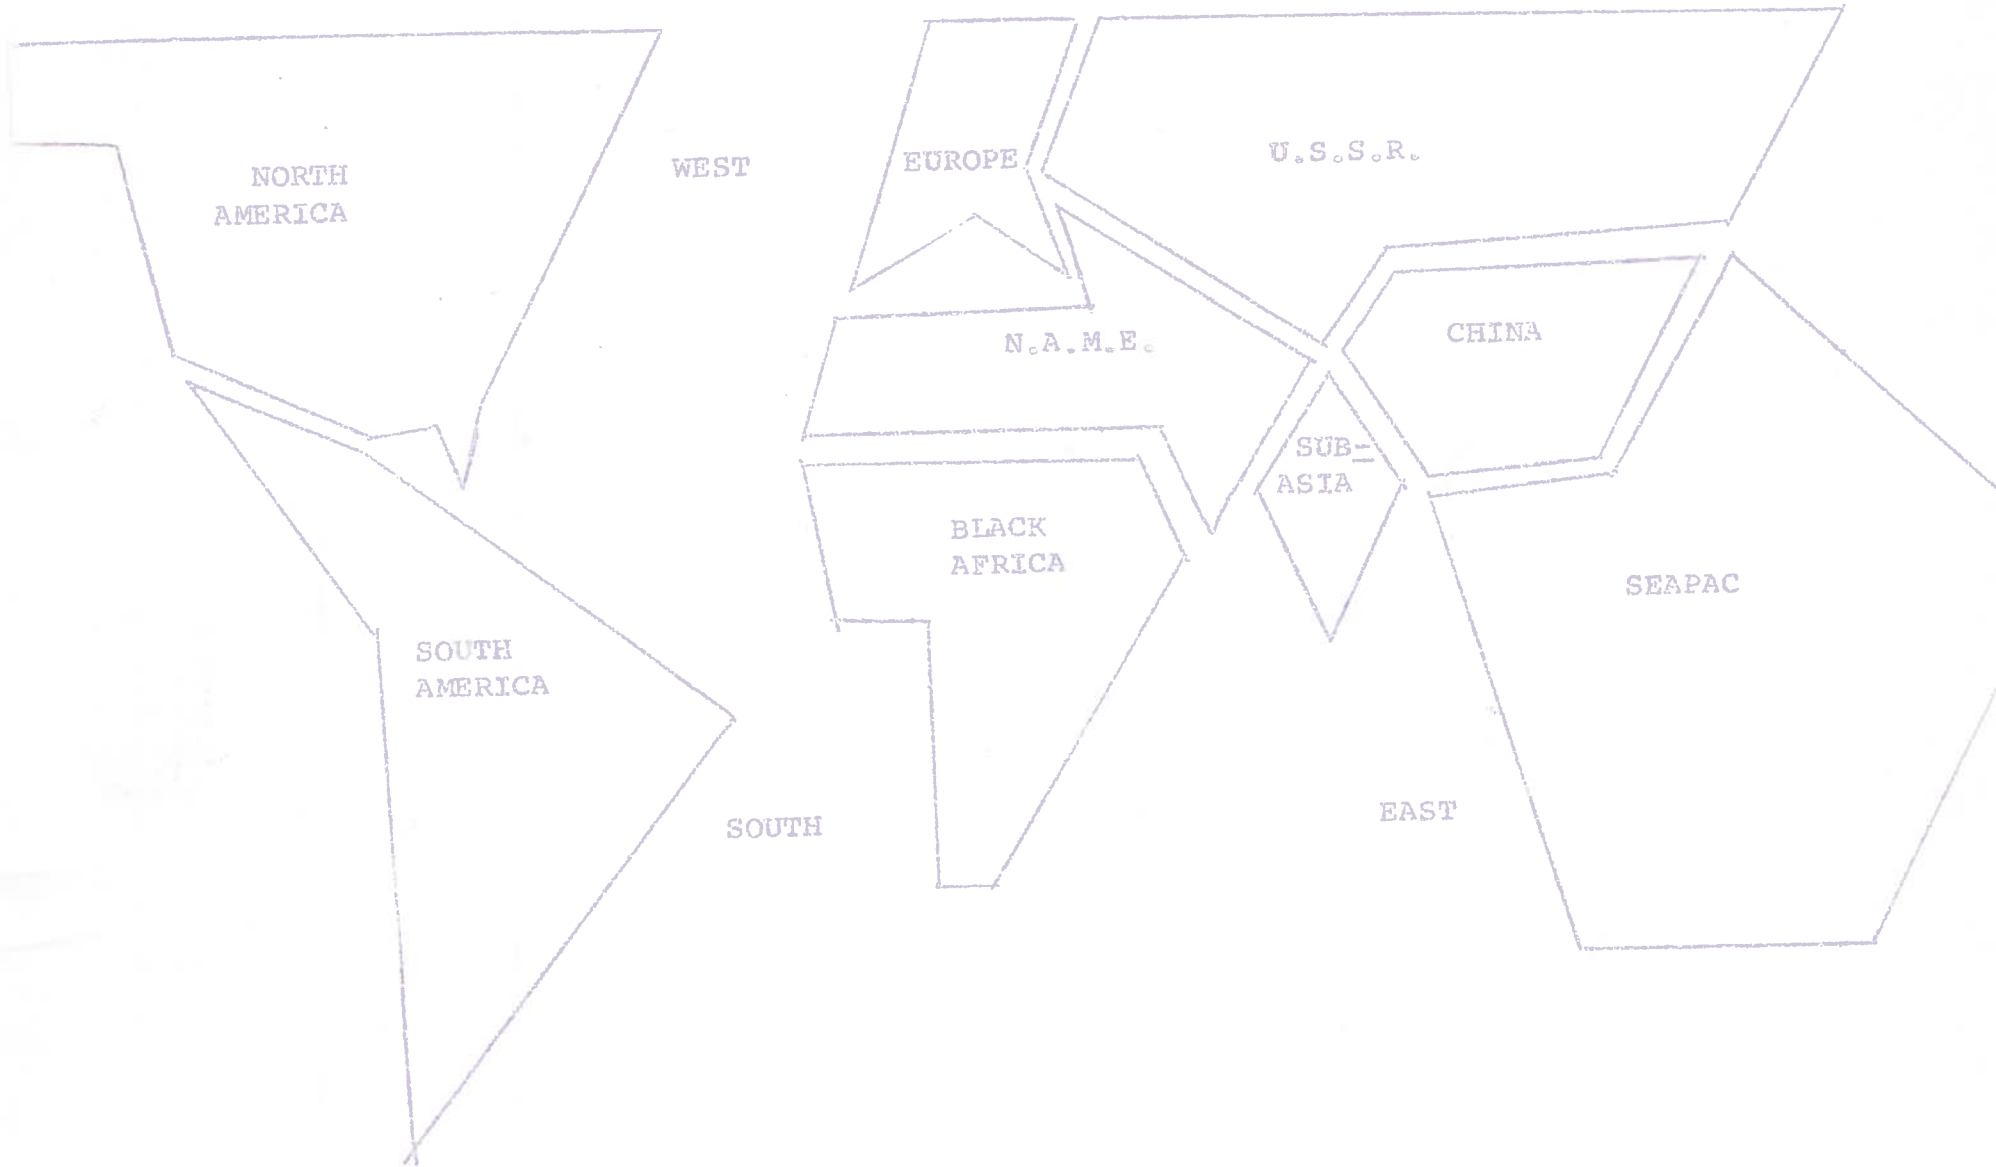 NORTH
AMERICA
WEST
EUROPE
U.S.S.R.
N.A.M.E.
CHINA
SUB-
ASIA
BLACK
AFRICA
SEAPAC
SOUTH
AMERICA
SOUTH
EAST